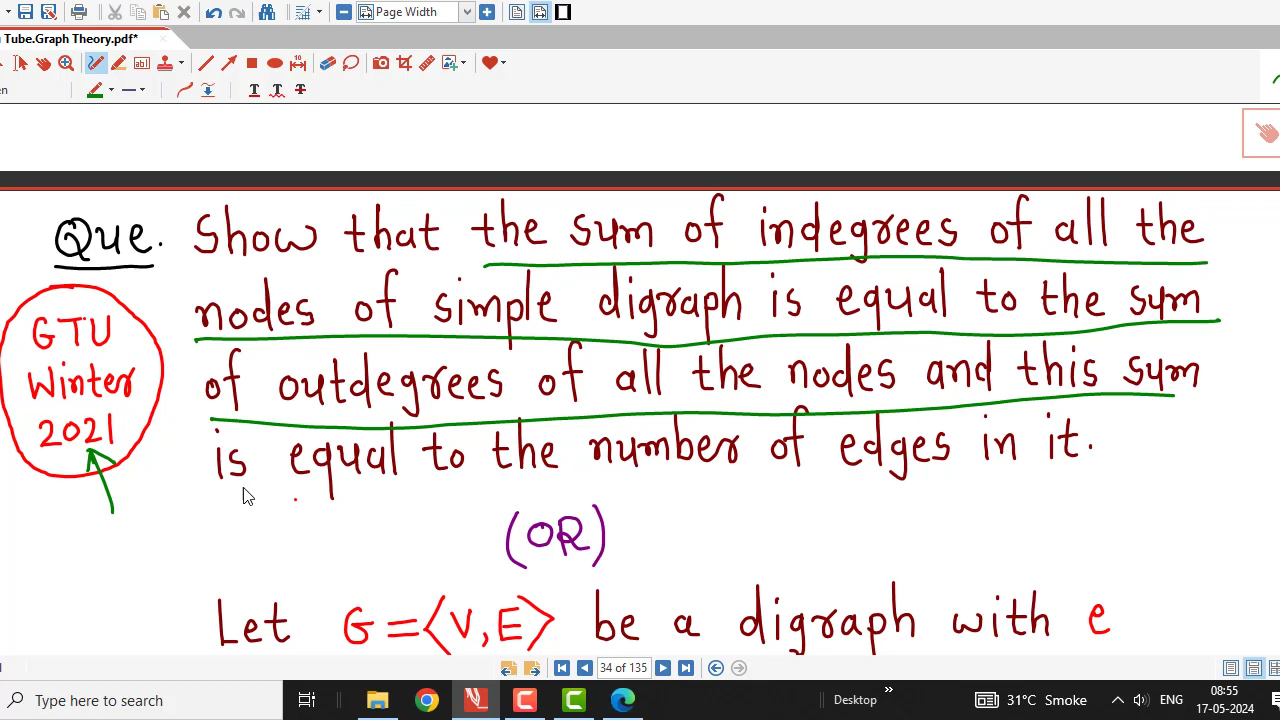 Page Width
Tube.Graph Theory.pdf*
Que. Show that the sum of indegrees of all the
nodes of simple digraph is equal to the sum
of outdegrees of all the nodes and this sum
is equal to the number of edges in it.
GTU
Winter
2021
(OR)
Let G=<V,E> be a digraph with e
34 of 135
Type here to search
Desktop
»
31°C Smoke
ENG
08:55
17-05-2024